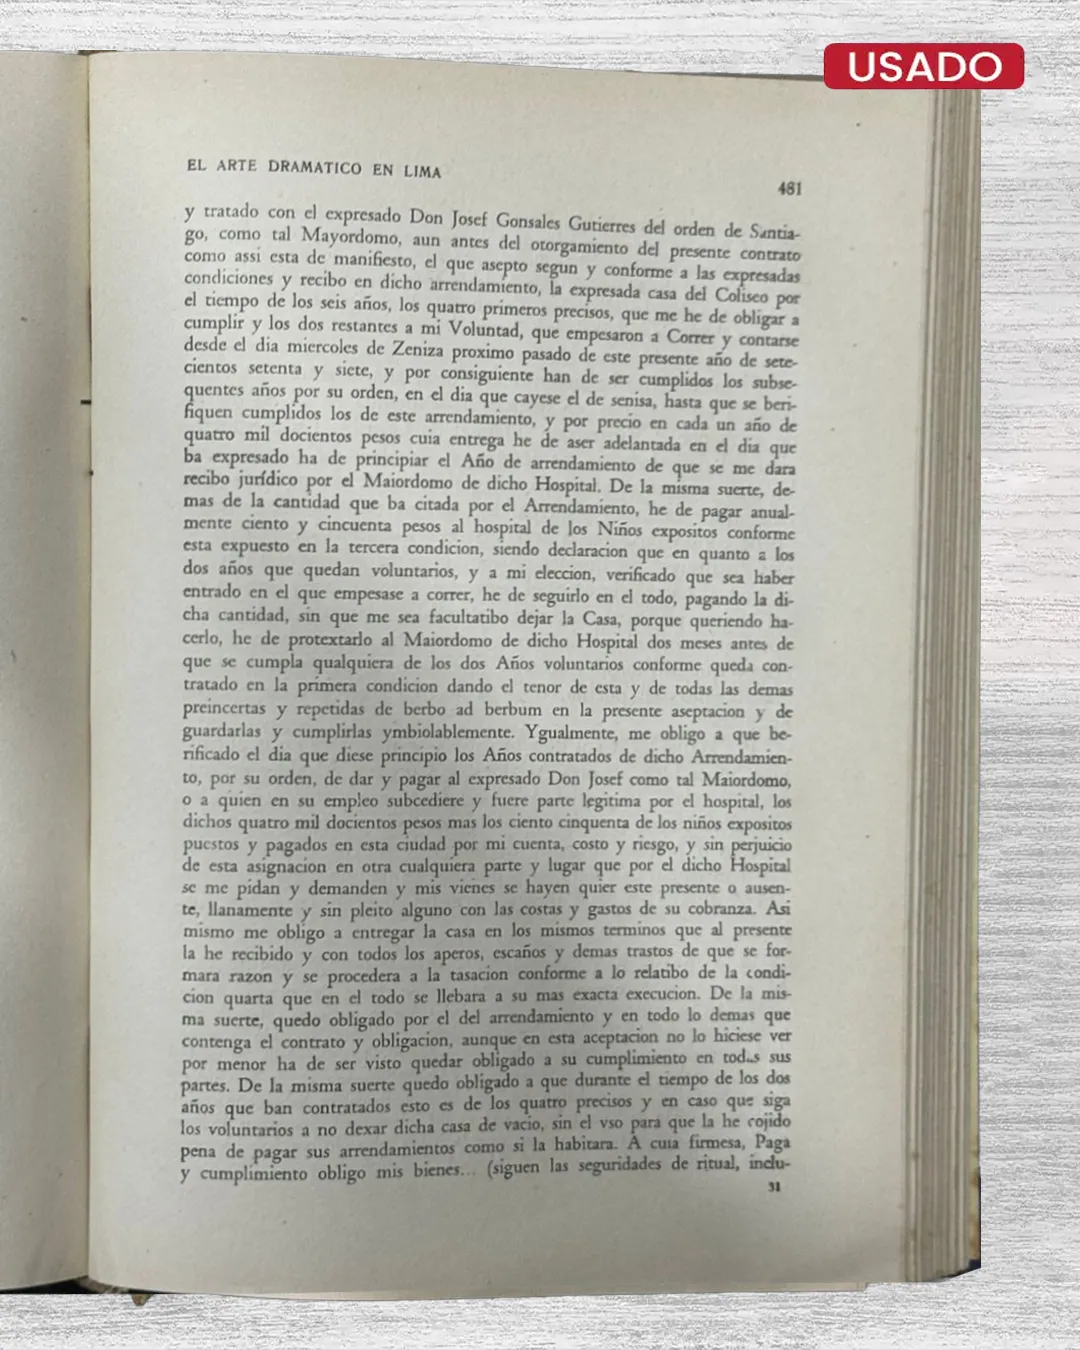 USADO
EL ARTE DRAMATICO EN LIMA
481
y tratado con el expresado Don Josef Gonsales Gutierres del orden de Santia-
go, como tal Mayordomo, aun antes del otorgamiento del presente contrato
como assi esta de manifiesto, el que asepto segun y conforme a las expresadas
condiciones y recibo en dicho arrendamiento, la expresada casa del Coliseo por
el tiempo de los seis años, los quatro primeros precisos, que me he de obligar a
cumplir y los dos restantes a mi Voluntad, que empesaron a Correr y contarse
desde el dia miercoles de Zeniza proximo pasado de este presente año de sete-
cientos setenta y siete, y por consiguiente han de ser cumplidos los subse-
quentes años por su orden, en el dia que cayese el de senisa, hasta que se beri-
fiquen cumplidos los de este arrendamiento, y por precio en cada un año de
quatro mil docientos pesos cuia entrega he de aser adelantada en el dia que
ba expresado ha de principiar el Año de arrendamiento de que se me dara
recibo jurídico por el Maiordomo de dicho Hospital. De la misma suerte, de-
mas de la cantidad que ba citada por el Arrendamiento, he de pagar anual-
mente ciento y cincuenta pesos al hospital de los Niños expositos conforme
esta expuesto en la tercera condicion, siendo declaracion que en quanto a los
dos años que quedan voluntarios, y a mi eleccion, verificado que sea haber
entrado en el que empesase a correr, he de seguirlo en el todo, pagando la di-
cha cantidad, sin que me sea facultatibo dejar la Casa, porque queriendo ha-
cerlo, he de protextarlo al Maiordomo de dicho Hospital dos meses antes de
que se cumpla qualquiera de los dos Años voluntarios conforme queda con-
tratado en la primera condicion dando el tenor de esta y de todas las demas
preincertas y repetidas de berbo ad berbum en la presente aseptacion y de
guardarlas y cumplirlas ymbiolablemente. Ygualmente, me obligo a que be-
rificado el dia que diese principio los Años contratados de dicho Arrendamien-
to, por su orden, de dar y pagar al expresado Don Josef como tal Maiordomo,
o a quien en su empleo subcediere y fuere parte legitima por el hospital, los
dichos quatro mil docientos pesos mas los ciento cinquenta de los niños expositos
puestos y pagados en esta ciudad por mi cuenta, costo y riesgo, y sin perjuicio
de esta asignacion en otra cualquiera parte y lugar que por el dicho Hospital
se me pidan y demanden y mis vienes se hayen quier este presente o ausen-
te, llanamente y sin pleito alguno con las costas y gastos de su cobranza. Asi
mismo me obligo a entregar la casa en los mismos terminos que al presente
la he recibido y con todos los aperos, escaños y demas trastos de que se for-
mara razon y se procedera a la tasacion conforme a lo relatibo de la condi-
cion quarta que en el todo se llebara a su mas exacta execucion. De la mis-
ma suerte, quedo obligado por el del arrendamiento y en todo lo demas que
contenga el contrato y obligacion, aunque en esta aceptacion no lo hiciese ver
por menor ha de ser visto quedar obligado a su cumplimiento en todas sus
partes. De la misma suerte quedo obligado a que durante el tiempo de los dos
años que ban contratados esto es de los quatro precisos y en caso que siga
los voluntarios a no dexar dicha casa de vacio, sin el vso para que la he cojido
pena de pagar sus arrendamientos como si la habitara. A cuia firmesa, Paga
y cumplimiento obligo mis bienes... (siguen las seguridades de ritual, inclu-
31